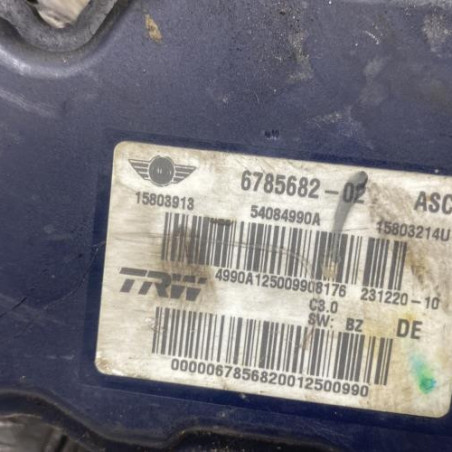 6785682-02 ASC
15803913 54084990A 15803214U
4990A125009908176 231220-10
TRW C3.0
SW: BZ DE
0000067856820012500990